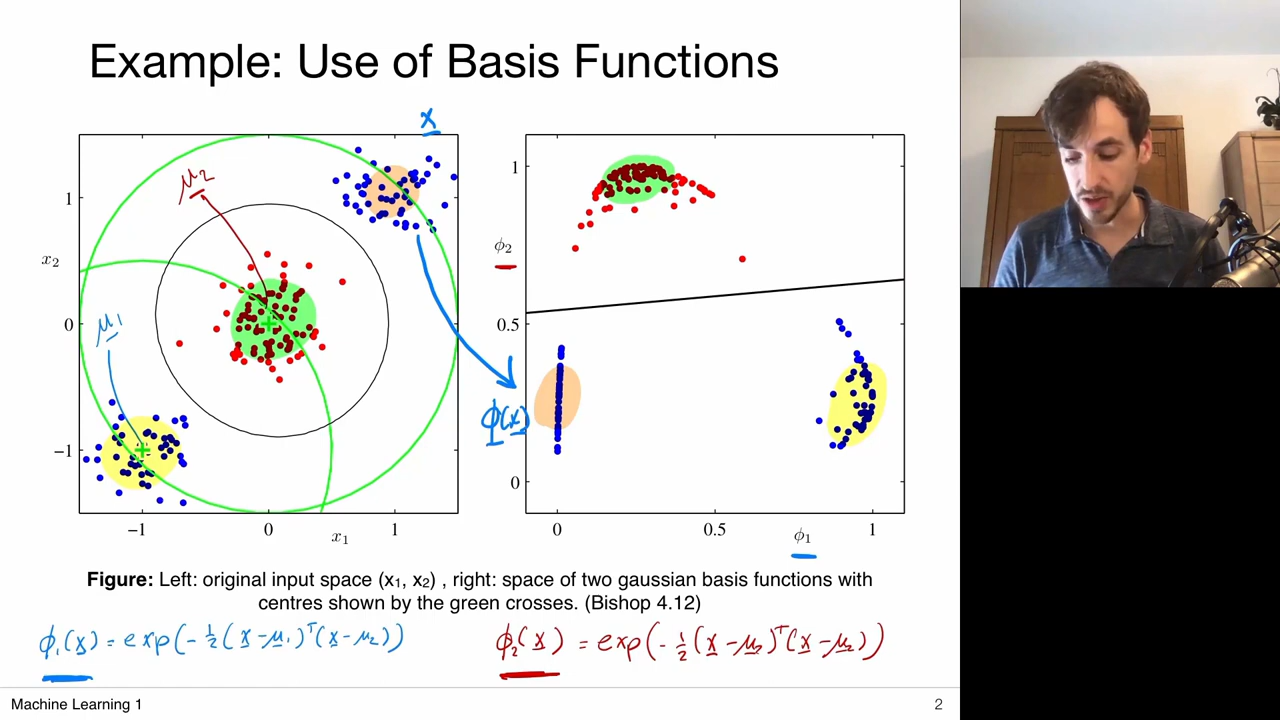 Example: Use of Basis Functions
x
μ₂
μ₁
x₂
1
0
−1
−1
0
1
x₁
ϕ₂
1
0.5
0
ϕ(x)
0
0.5
1
ϕ₁
Figure: Left: original input space (x₁, x₂) , right: space of two gaussian basis functions with
centres shown by the green crosses. (Bishop 4.12)
ϕ₁(x) = exp(-½(x-μ₁)ᵀ(x-μ₂))
ϕ₂(x) = exp(-½(x-μ₂)ᵀ(x-μ₂))
Machine Learning 1
2